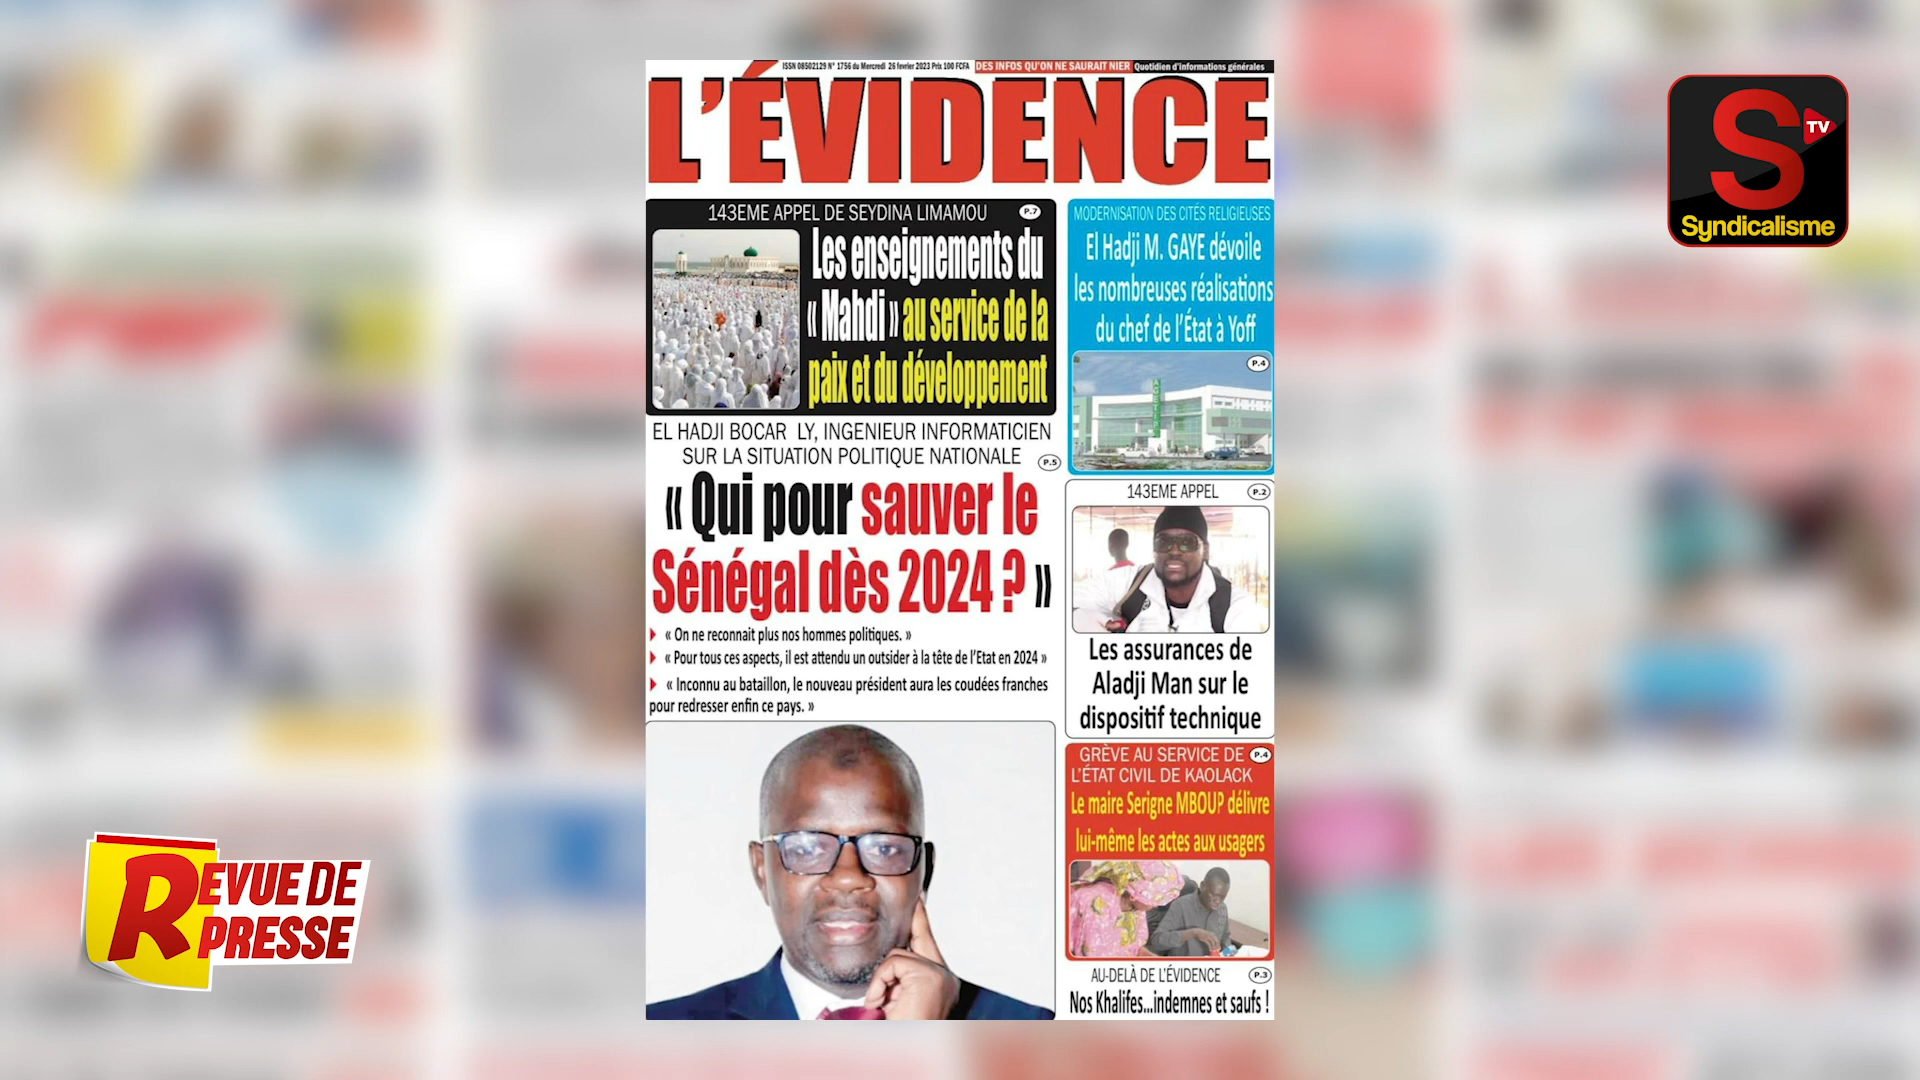 ISSN 08502129 N° 1756 du Mercredi 26 fevrier 2023 Prix 100 FCFA
DES INFOS QU'ON NE SAURAIT NIER
Quotidien d'informations générales
L'ÉVIDENCE
143EME APPEL DE SEYDINA LIMAMOU
P.7
Les enseignements du
« Mahdi » au service de la
paix et du développement
MODERNISATION DES CITÉS RELIGIEUSES
El Hadji M. GAYE dévoile
les nombreuses réalisations
du chef de l'État à Yoff
P.4
EL HADJI BOCAR LY, INGENIEUR INFORMATICIEN
SUR LA SITUATION POLITIQUE NATIONALE
P.5
« Qui pour sauver le
Sénégal dès 2024 ? »
« On ne reconnait plus nos hommes politiques. »
« Pour tous ces aspects, il est attendu un outsider à la tête de l'Etat en 2024 »
« Inconnu au bataillon, le nouveau président aura les coudées franches
pour redresser enfin ce pays. »
143EME APPEL
P.2
Les assurances de
Aladji Man sur le
dispositif technique
GRÈVE AU SERVICE DE
P.4
L'ÉTAT CIVIL DE KAOLACK
Le maire Serigne MBOUP délivre
lui-même les actes aux usagers
AU-DELÀ DE L'ÉVIDENCE
P.3
Nos Khalifes...indemnes et saufs !
S TV
Syndicalisme
REVUE DE
PRESSE